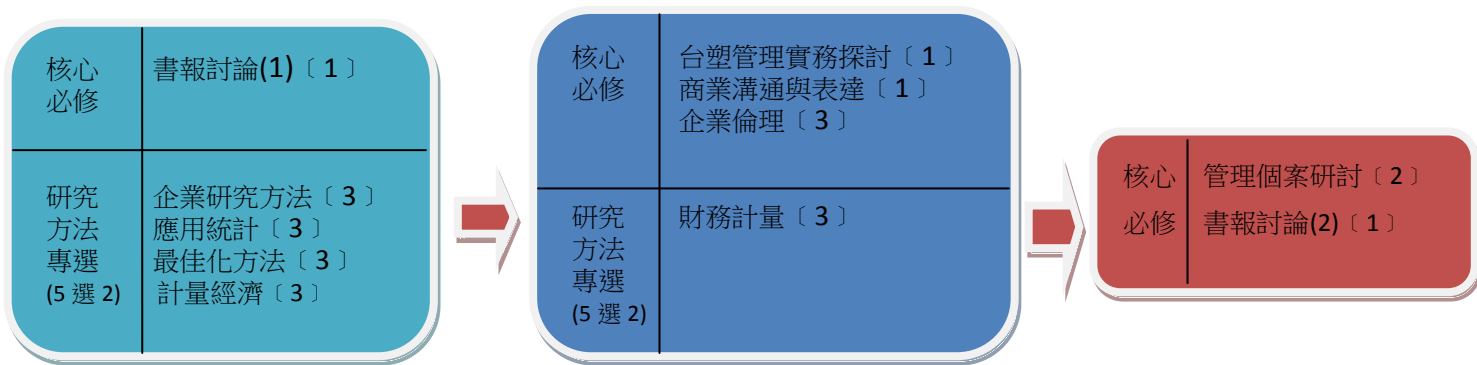 核心
必修
書報討論(1)〔1〕
研究
方法
專選
(5 選 2)
企業研究方法〔3〕
應用統計〔3〕
最佳化方法〔3〕
計量經濟〔3〕
核心
必修
台塑管理實務探討〔1〕
商業溝通與表達〔1〕
企業倫理〔3〕
研究
方法
專選
(5 選 2)
財務計量〔3〕
核心
必修
管理個案研討〔2〕
書報討論(2)〔1〕